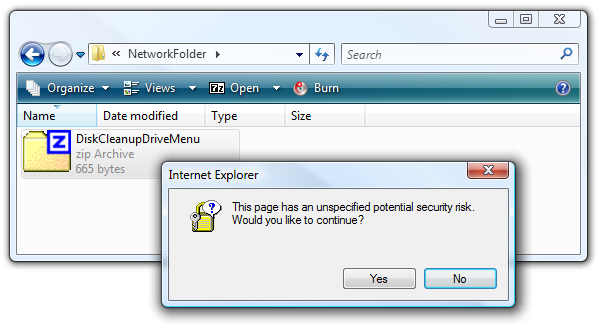 « NetworkFolder
Search
Organize Views Open Burn
Name Date modified Type Size
DiskCleanupDriveMenu
zip Archive
665 bytes
Internet Explorer
This page has an unspecified potential security risk.
Would you like to continue?
Yes No